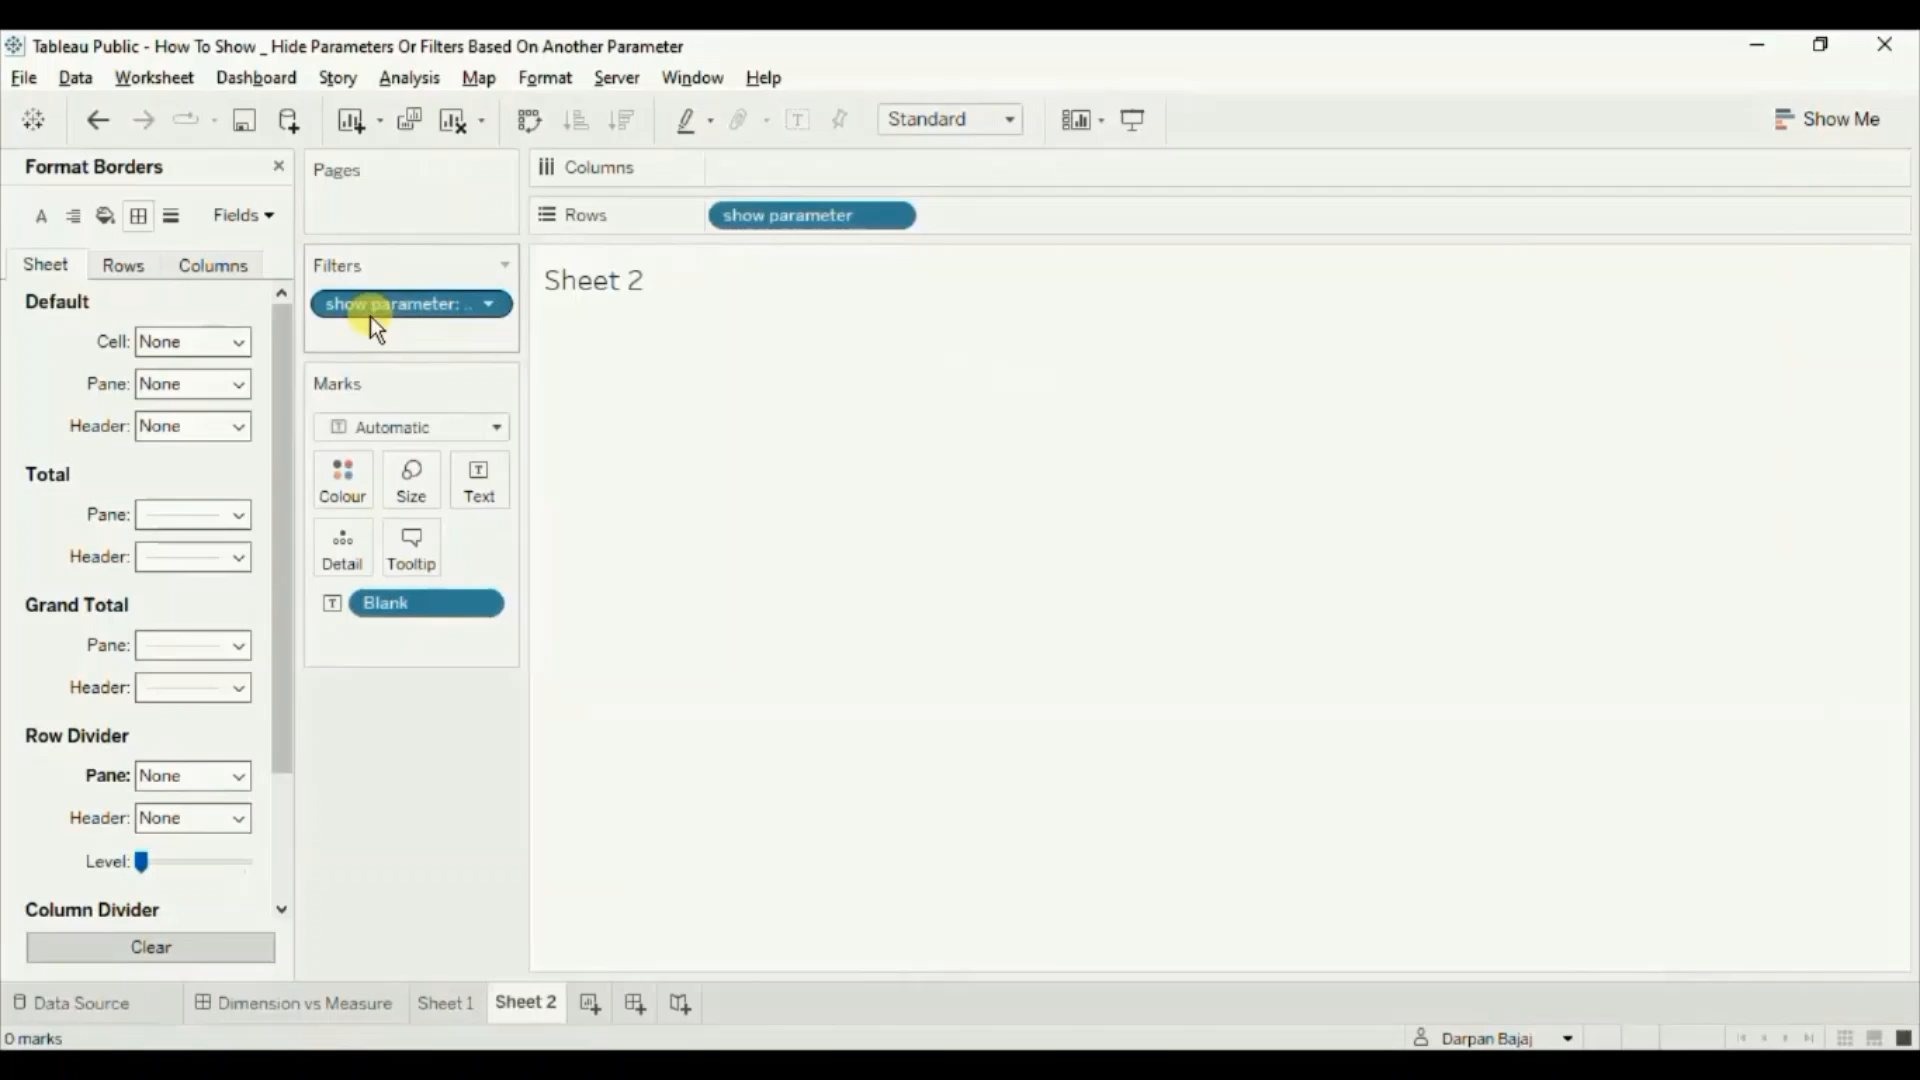 Tableau Public - How To Show _ Hide Parameters Or Filters Based On Another Parameter
File Data Worksheet Dashboard Story Analysis Map Format Server Window Help
Standard
Show Me
Format Borders
Fields
Sheet Rows Columns
Default
Cell: None
Pane: None
Header: None
Total
Pane:
Header:
Grand Total
Pane:
Header:
Row Divider
Pane: None
Header: None
Level:
Column Divider
Clear
Pages
Filters
show parameter: ..
Marks
Automatic
Colour Size Text
Detail Tooltip
Blank
Columns
Rows show parameter
Sheet 2
Data Source Dimension vs Measure Sheet 1 Sheet 2
0 marks Darpan Bajaj